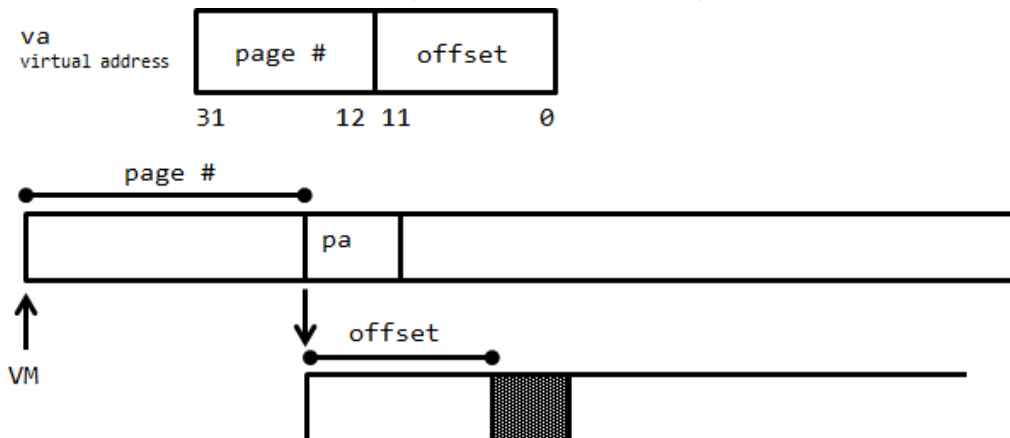 va
virtual address
page # offset
31 12 11 0
page #
pa
offset
VM